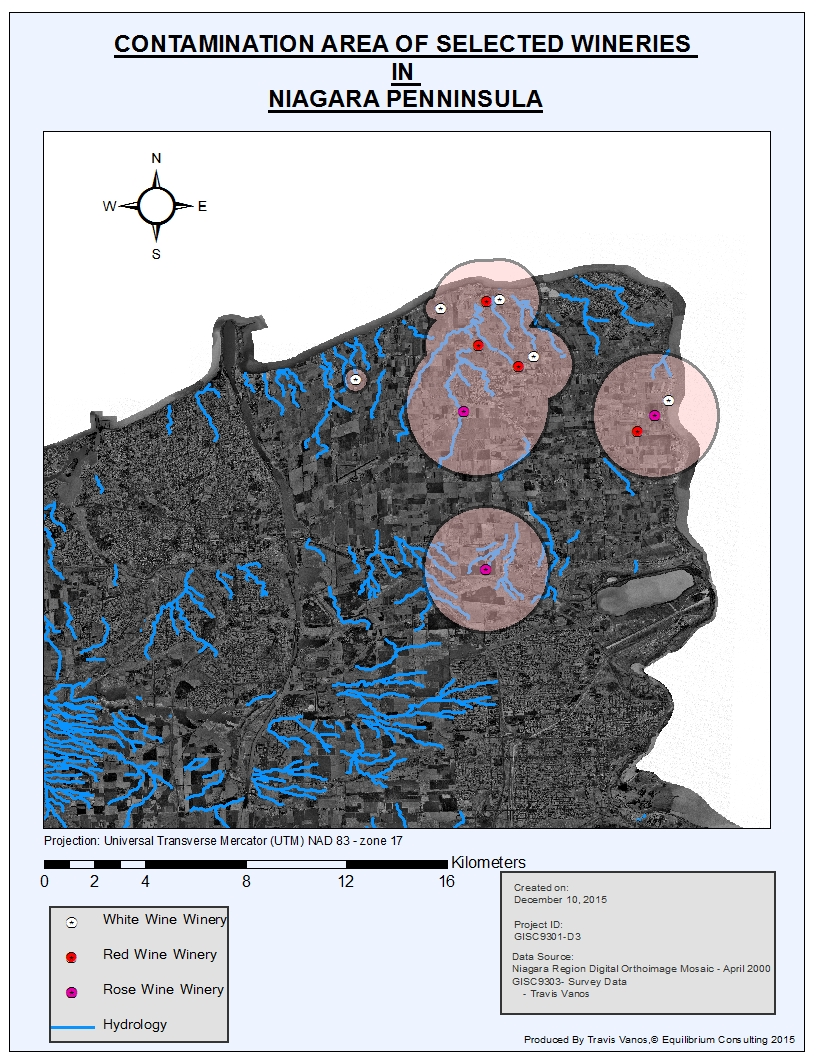 CONTAMINATION AREA OF SELECTED WINERIES
IN
NIAGARA PENNINSULA
N
W E
S
Projection: Universal Transverse Mercator (UTM) NAD 83 - zone 17
Kilometers
0 2 4 8 12 16
White Wine Winery
Red Wine Winery
Rose Wine Winery
Hydrology
Created on:
December 10, 2015
Project ID:
GISC9301-D3
Data Source:
Niagara Region Digital Orthoimage Mosaic - April 2000
GISC9303- Survey Data
- Travis Vanos
Produced By Travis Vanos,© Equilibrium Consulting 2015